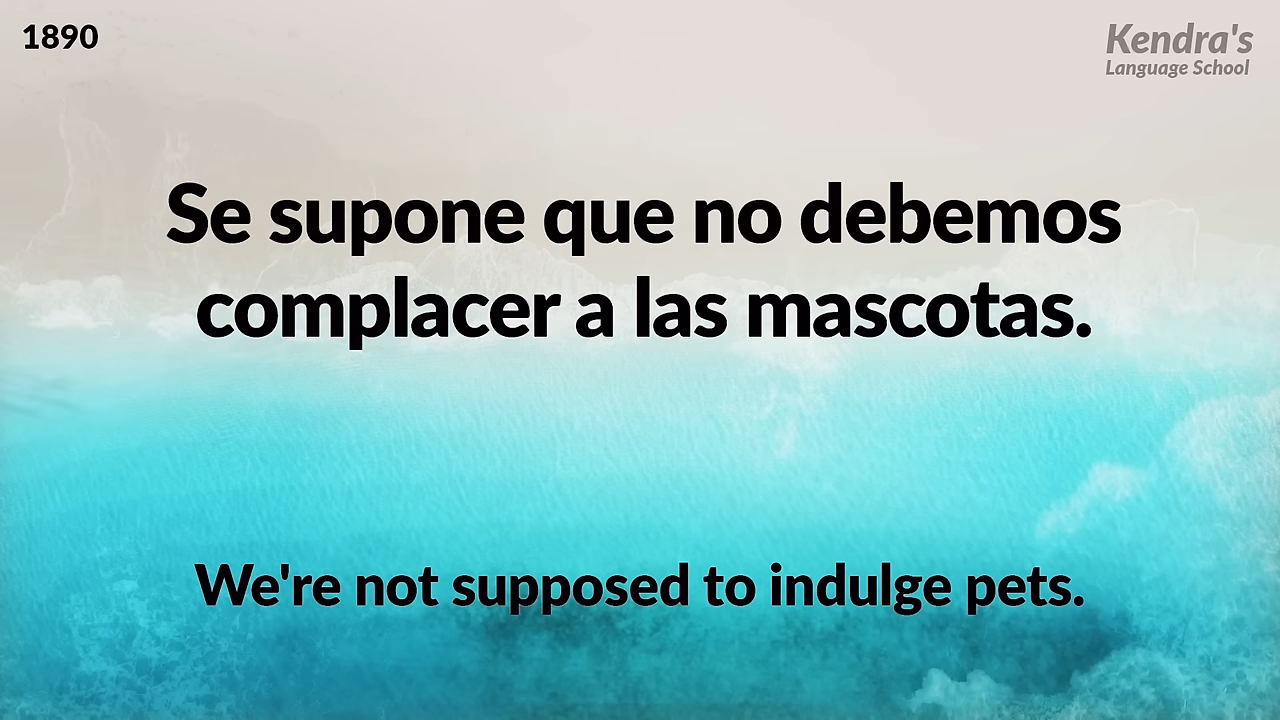 1890
Kendra's
Language School
Se supone que no debemos
complacer a las mascotas.
We're not supposed to indulge pets.